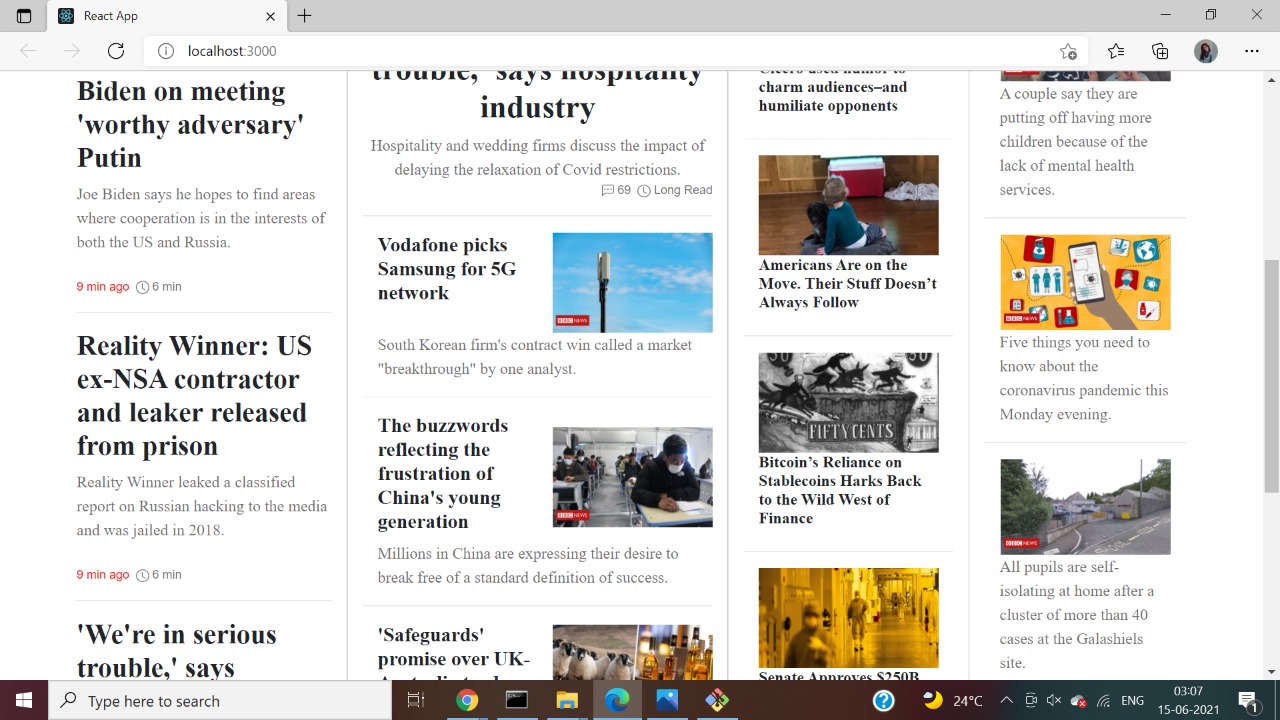 React App
localhost:3000
Biden on meeting
'worthy adversary'
Putin
Joe Biden says he hopes to find areas
where cooperation is in the interests of
both the US and Russia.
9 min ago 6 min
Reality Winner: US
ex-NSA contractor
and leaker released
from prison
Reality Winner leaked a classified
report on Russian hacking to the media
and was jailed in 2018.
9 min ago 6 min
'We're in serious
trouble,' says
trouble,' says hospitality
industry
Hospitality and wedding firms discuss the impact of
delaying the relaxation of Covid restrictions.
69 Long Read
Vodafone picks
Samsung for 5G
network
BBC NEWS
South Korean firm's contract win called a market
"breakthrough" by one analyst.
The buzzwords
reflecting the
frustration of
China's young
generation
BBC NEWS
Millions in China are expressing their desire to
break free of a standard definition of success.
'Safeguards'
promise over UK-
Cicero used humor to
charm audiences–and
humiliate opponents
Americans Are on the
Move. Their Stuff Doesn't
Always Follow
50 50
FIFTY CENTS
Bitcoin's Reliance on
Stablecoins Harks Back
to the Wild West of
Finance
Senate Approves $250B
A couple say they are
putting off having more
children because of the
lack of mental health
services.
BBC NEWS
Five things you need to
know about the
coronavirus pandemic this
Monday evening.
BBC NEWS
All pupils are self-
isolating at home after a
cluster of more than 40
cases at the Galashiels
site.
Type here to search
24°C
ENG
03:07
15-06-2021
1